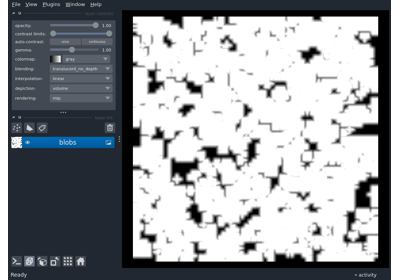 File View Plugins Window Help
opacity: 1.00
contrast limits:
auto-contrast: once continuous
gamma: 1.00
colormap: gray
blending: translucent_no_depth
interpolation: linear
depiction: volume
rendering: mip
blobs
Ready
activity